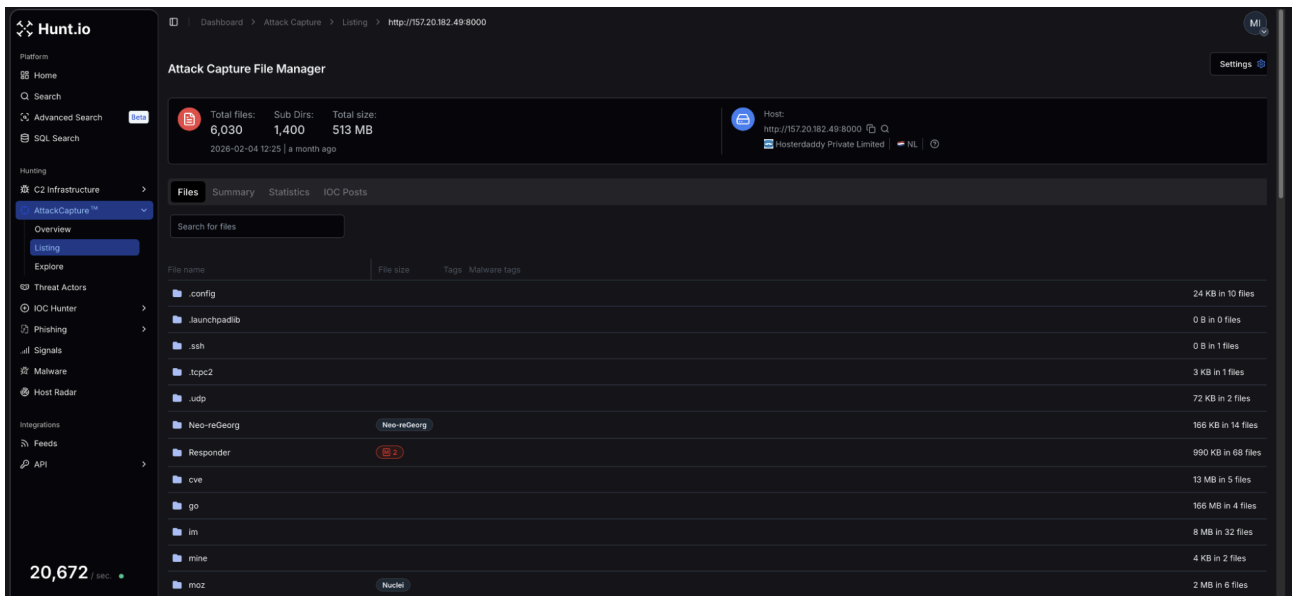 Hunt.io
Platform
Home
Search
Advanced Search Beta
SQL Search
Hunting
C2 Infrastructure
AttackCapture™
Overview
Listing
Explore
Threat Actors
IOC Hunter
Phishing
Signals
Malware
Host Radar
Integrations
Feeds
API
20,672 / sec.
Dashboard > Attack Capture > Listing > http://157.20.182.49:8000
MI
Attack Capture File Manager
Settings
Total files: Sub Dirs: Total size:
6,030 1,400 513 MB
2026-02-04 12:25 | a month ago
Host:
http://157.20.182.49:8000
Hosterdaddy Private Limited NL
Files Summary Statistics IOC Posts
Search for files
File name File size Tags Malware tags
.config 24 KB in 10 files
.launchpadlib 0 B in 0 files
.ssh 0 B in 1 files
.tcpc2 3 KB in 1 files
.udp 72 KB in 2 files
Neo-reGeorg Neo-reGeorg 166 KB in 14 files
Responder 2 990 KB in 68 files
cve 13 MB in 5 files
go 166 MB in 4 files
im 8 MB in 32 files
mine 4 KB in 2 files
moz Nuclei 2 MB in 6 files